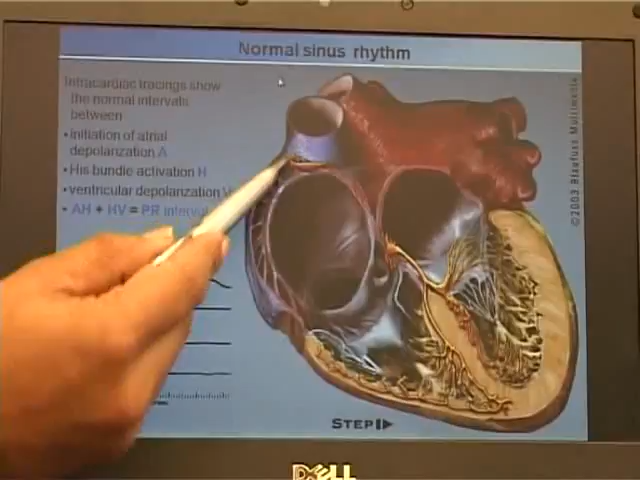 Normal sinus rhythm
Intracardiac tracings show
the normal intervals
between
•Initiation of atrial
depolarization A
•His bundle activation H
•ventricular depolarization V
• AH + HV = PR interval
©2003 Blaufuss Multimedia
STEP
DELL